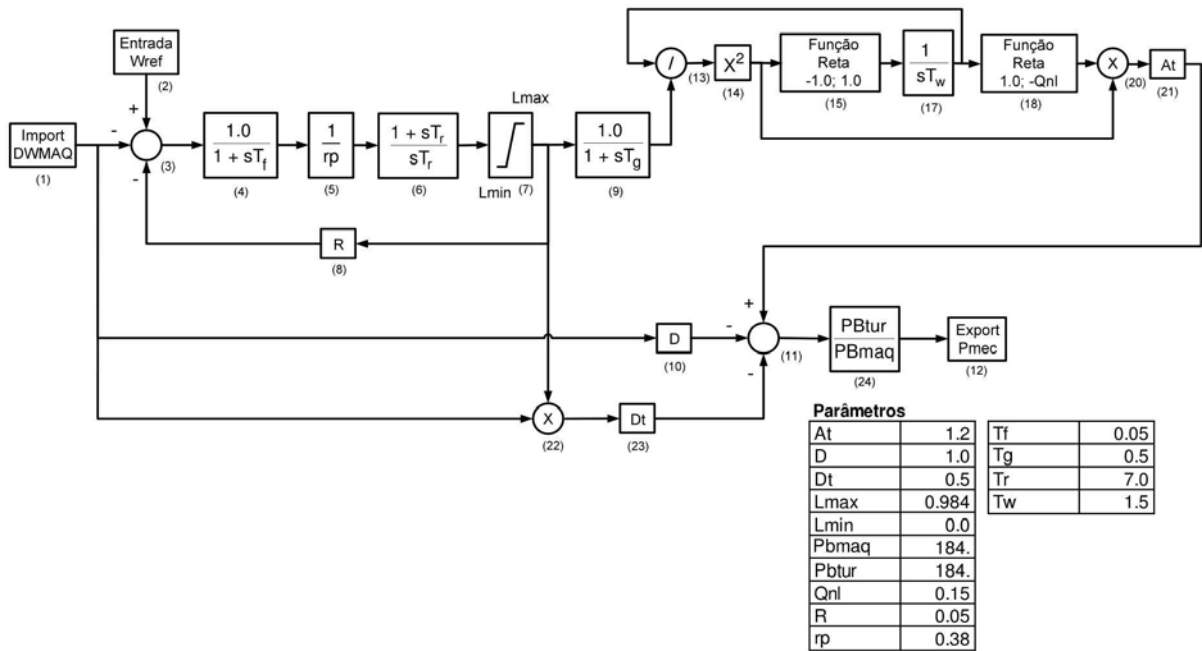 Entrada
Wref
(2)
+
-
Import
DWMAQ
(1)
-
(3)
1.0
1 + sTf
(4)
1
rp
(5)
1 + sTr
sTr
(6)
Lmax
Lmin
(7)
1.0
1 + sTg
(9)
/
(13)
X²
(14)
Função
Reta
-1.0; 1.0
(15)
1
sTw
(17)
Função
Reta
1.0; -Qnl
(18)
X
(20)
At
(21)
R
(8)
D
(10)
+
-
-
(11)
PBtur
PBmaq
(24)
Export
Pmec
(12)
X
(22)
Dt
(23)
Parâmetros
At 1.2
D 1.0
Dt 0.5
Lmax 0.984
Lmin 0.0
Pbmaq 184.
Pbtur 184.
Qnl 0.15
R 0.05
rp 0.38
Tf 0.05
Tg 0.5
Tr 7.0
Tw 1.5